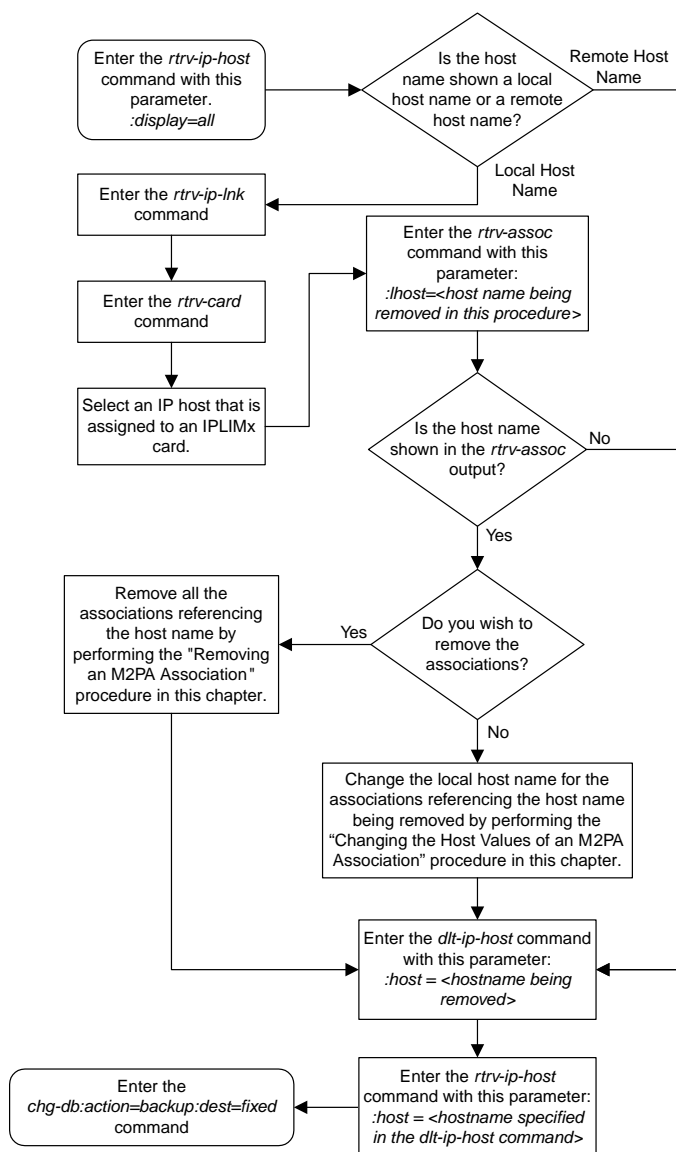 Enter the rtrv-ip-host
command with this
parameter.
:display=all
Is the host
name shown a local
host name or a remote
host name?
Remote Host
Name
Local Host
Name
Enter the rtrv-ip-lnk
command
Enter the rtrv-card
command
Select an IP host that is
assigned to an IPLIMx
card.
Enter the rtrv-assoc
command with this
parameter:
:lhost=<host name being
removed in this procedure>
Is the host name
shown in the rtrv-assoc
output?
No
Yes
Do you wish to
remove the
associations?
Yes
Remove all the
associations referencing
the host name by
performing the "Removing
an M2PA Association"
procedure in this chapter.
No
Change the local host name for the
associations referencing the host name
being removed by performing the
“Changing the Host Values of an M2PA
Association” procedure in this chapter.
Enter the dlt-ip-host command
with this parameter:
:host = <hostname being
removed>
Enter the rtrv-ip-host
command with this parameter:
:host = <hostname specified
in the dlt-ip-host command>
Enter the
chg-db:action=backup:dest=fixed
command